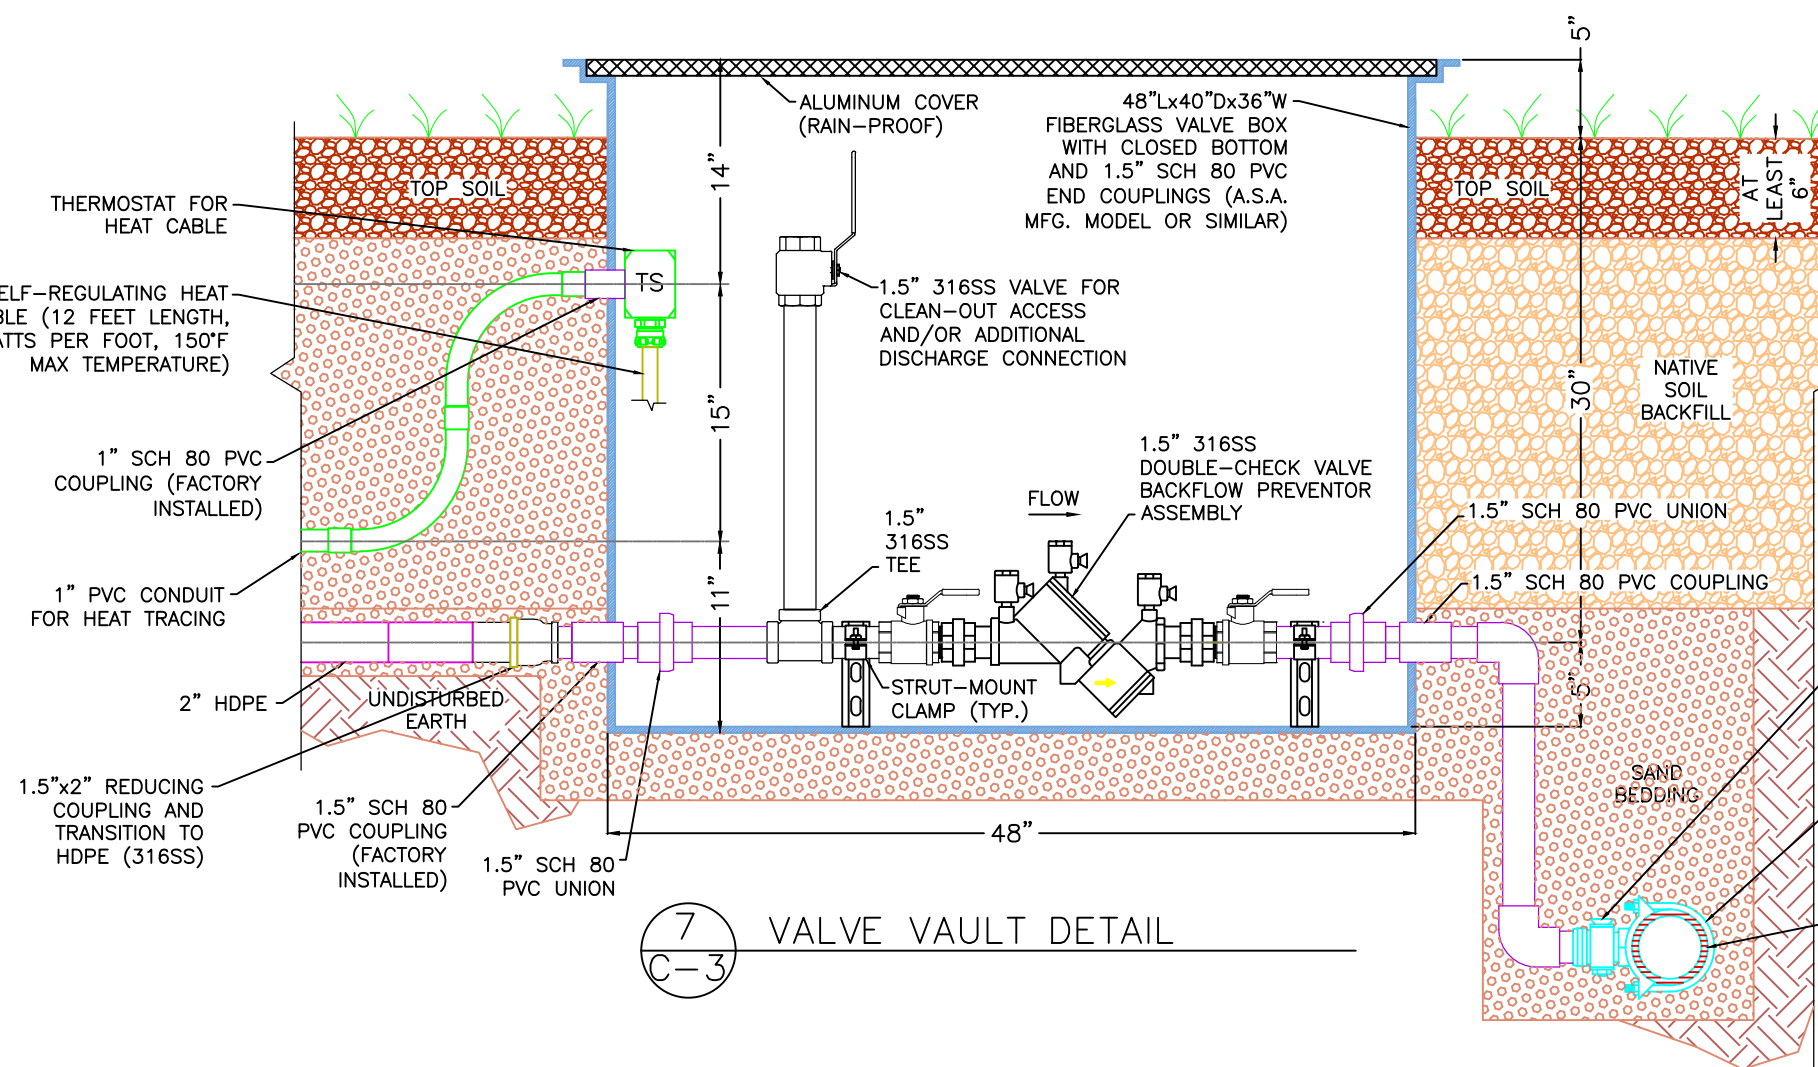 5"
ALUMINUM COVER
(RAIN-PROOF)
48"Lx40"Dx36"W
FIBERGLASS VALVE BOX
WITH CLOSED BOTTOM
AND 1.5" SCH 80 PVC
END COUPLINGS (A.S.A.
MFG. MODEL OR SIMILAR)
14"
TOP SOIL
TOP SOIL
AT
LEAST
6"
THERMOSTAT FOR
HEAT CABLE
TS
ELF-REGULATING HEAT
BLE (12 FEET LENGTH,
ATTS PER FOOT, 150°F
MAX TEMPERATURE)
1.5" 316SS VALVE FOR
CLEAN-OUT ACCESS
AND/OR ADDITIONAL
DISCHARGE CONNECTION
NATIVE
SOIL
BACKFILL
30"
15"
1" SCH 80 PVC
COUPLING (FACTORY
INSTALLED)
1.5" 316SS
DOUBLE-CHECK VALVE
BACKFLOW PREVENTOR
ASSEMBLY
FLOW
1.5"
316SS
TEE
1.5" SCH 80 PVC UNION
1.5" SCH 80 PVC COUPLING
1" PVC CONDUIT
FOR HEAT TRACING
11"
2" HDPE
UNDISTURBED
EARTH
STRUT-MOUNT
CLAMP (TYP.)
5"
SAND
BEDDING
1.5"x2" REDUCING
COUPLING AND
TRANSITION TO
HDPE (316SS)
1.5" SCH 80
PVC COUPLING
(FACTORY
INSTALLED)
1.5" SCH 80
PVC UNION
48"
7
C-3
VALVE VAULT DETAIL